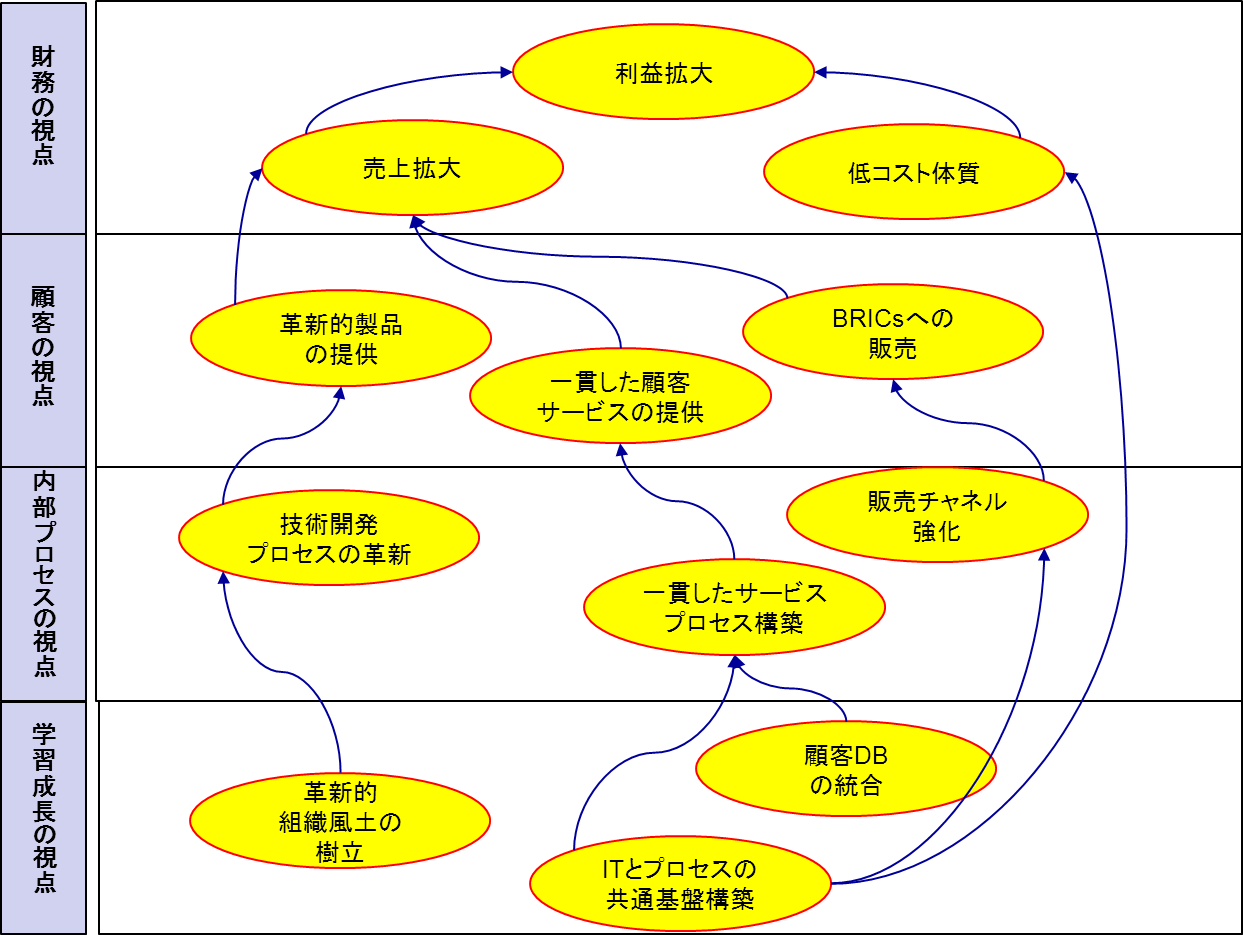 財務の視点
利益拡大
売上拡大
低コスト体質
顧客の視点
革新的製品
の提供
一貫した顧客
サービスの提供
BRICsへの
販売
内部プロセスの視点
技術開発
プロセスの革新
販売チャネル
強化
一貫したサービス
プロセス構築
学習成長の視点
革新的
組織風土の
樹立
顧客DB
の統合
ITとプロセスの
共通基盤構築